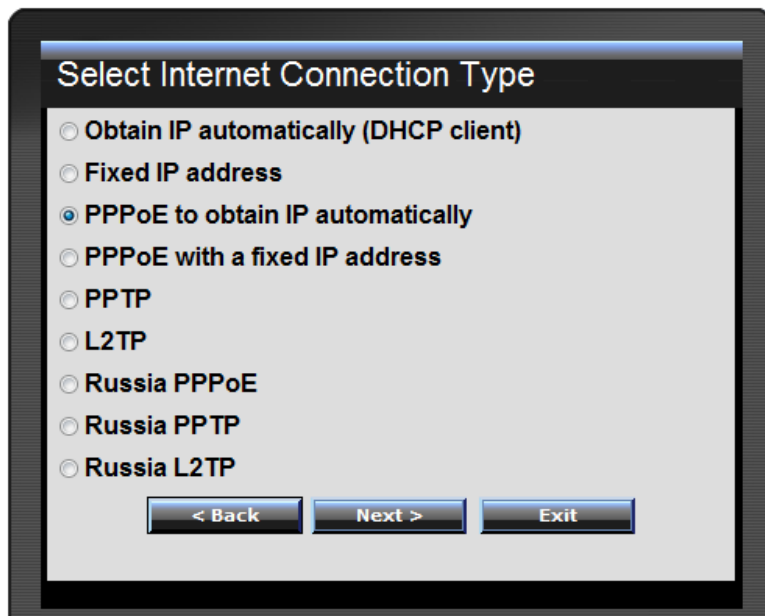 Select Internet Connection Type
Obtain IP automatically (DHCP client)
Fixed IP address
PPPoE to obtain IP automatically
PPPoE with a fixed IP address
PPTP
L2TP
Russia PPPoE
Russia PPTP
Russia L2TP
< Back Next > Exit